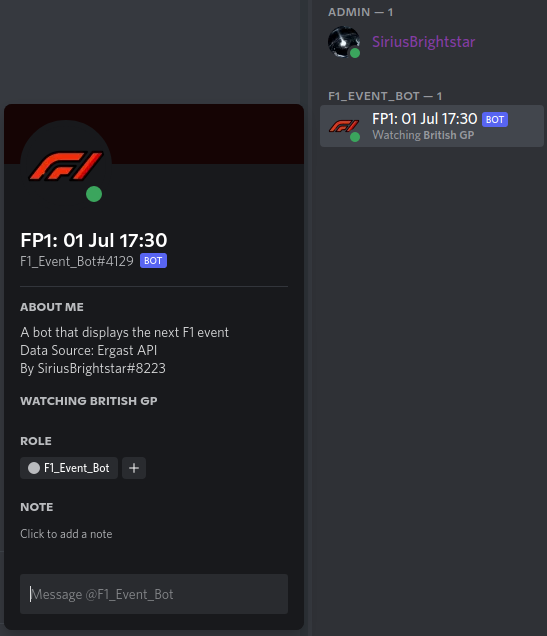 ADMIN — 1
SiriusBrightstar
F1_EVENT_BOT — 1
FP1: 01 Jul 17:30 BOT
Watching British GP
F1
FP1: 01 Jul 17:30
F1_Event_Bot#4129 BOT
ABOUT ME
A bot that displays the next F1 event
Data Source: Ergast API
By SiriusBrightstar#8223
WATCHING BRITISH GP
ROLE
F1_Event_Bot +
NOTE
Click to add a note
Message @F1_Event_Bot